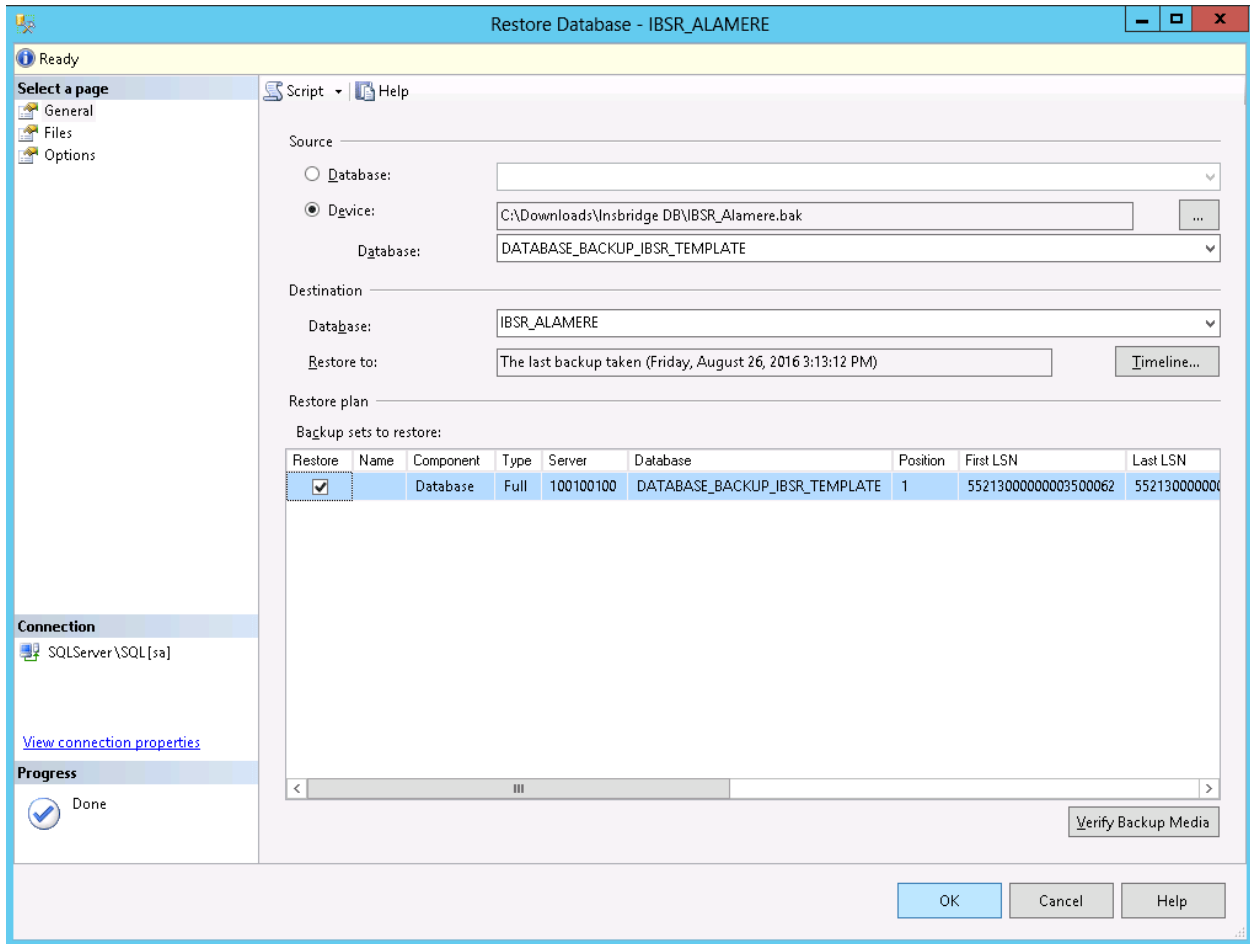 Restore Database - IBSR_ALAMERE
Ready
Select a page
General
Files
Options
Script
Help
Source
Database:
Device:
C:\Downloads\Insbridge DB\IBSR_Alamere.bak
...
Database:
DATABASE_BACKUP_IBSR_TEMPLATE
Destination
Database:
IBSR_ALAMERE
Restore to:
The last backup taken (Friday, August 26, 2016 3:13:12 PM)
Timeline...
Restore plan
Backup sets to restore:
Restore Name Component Type Server Database Position First LSN Last LSN
Database Full 100100100 DATABASE_BACKUP_IBSR_TEMPLATE 1 55213000000003500062
Connection
SQLServer\SQL [sa]
View connection properties
Progress
Done
Verify Backup Media
OK Cancel Help